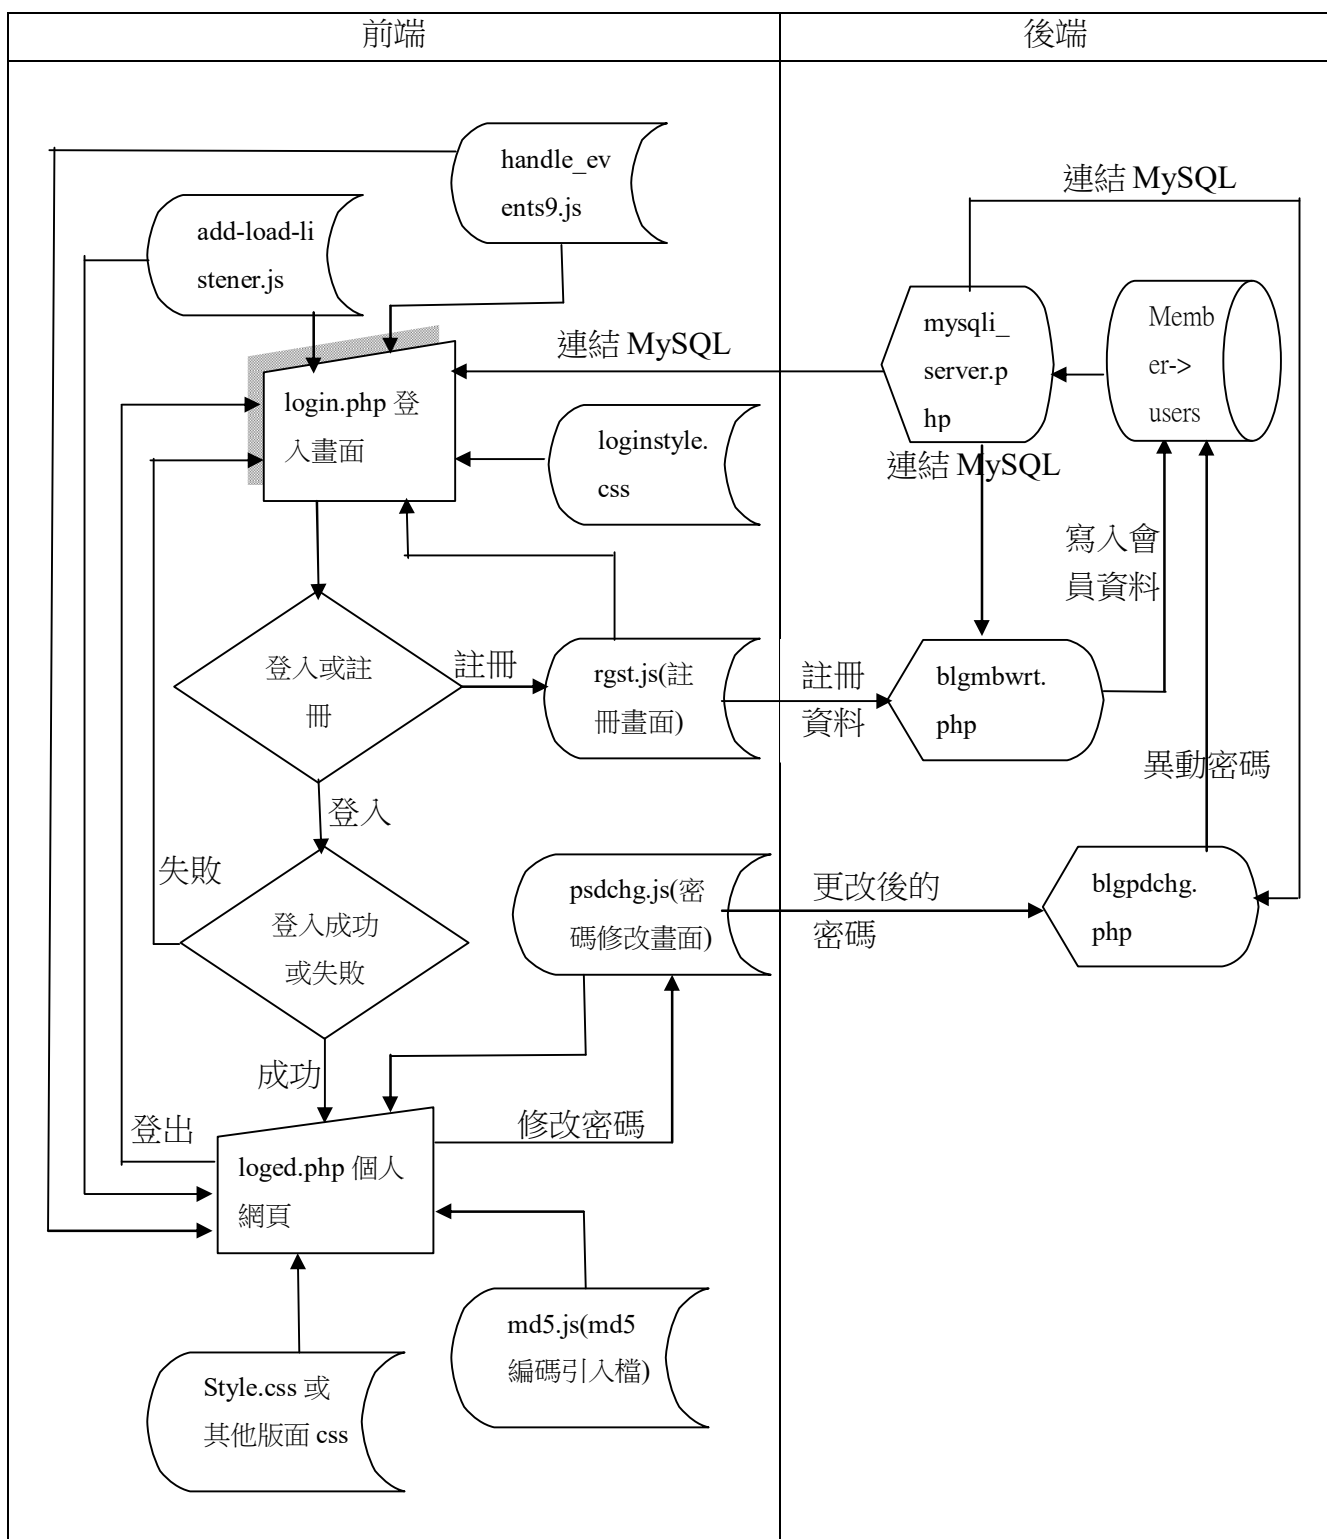 前端
後端
handle_ev
ents9.js
連結 MySQL
add-load-li
stener.js
mysqli_
server.p
hp
Memb
er->
users
連結 MySQL
login.php 登
入畫面
loginstyle.
css
連結 MySQL
寫入會
員資料
登入或註
冊
註冊
rgst.js(註
冊畫面)
註冊
資料
blgmbwrt.
php
異動密碼
登入
失敗
登入成功
或失敗
psdchg.js(密
碼修改畫面)
更改後的
密碼
blgpdchg.
php
成功
登出
修改密碼
loged.php 個人
網頁
md5.js(md5
編碼引入檔)
Style.css 或
其他版面 css